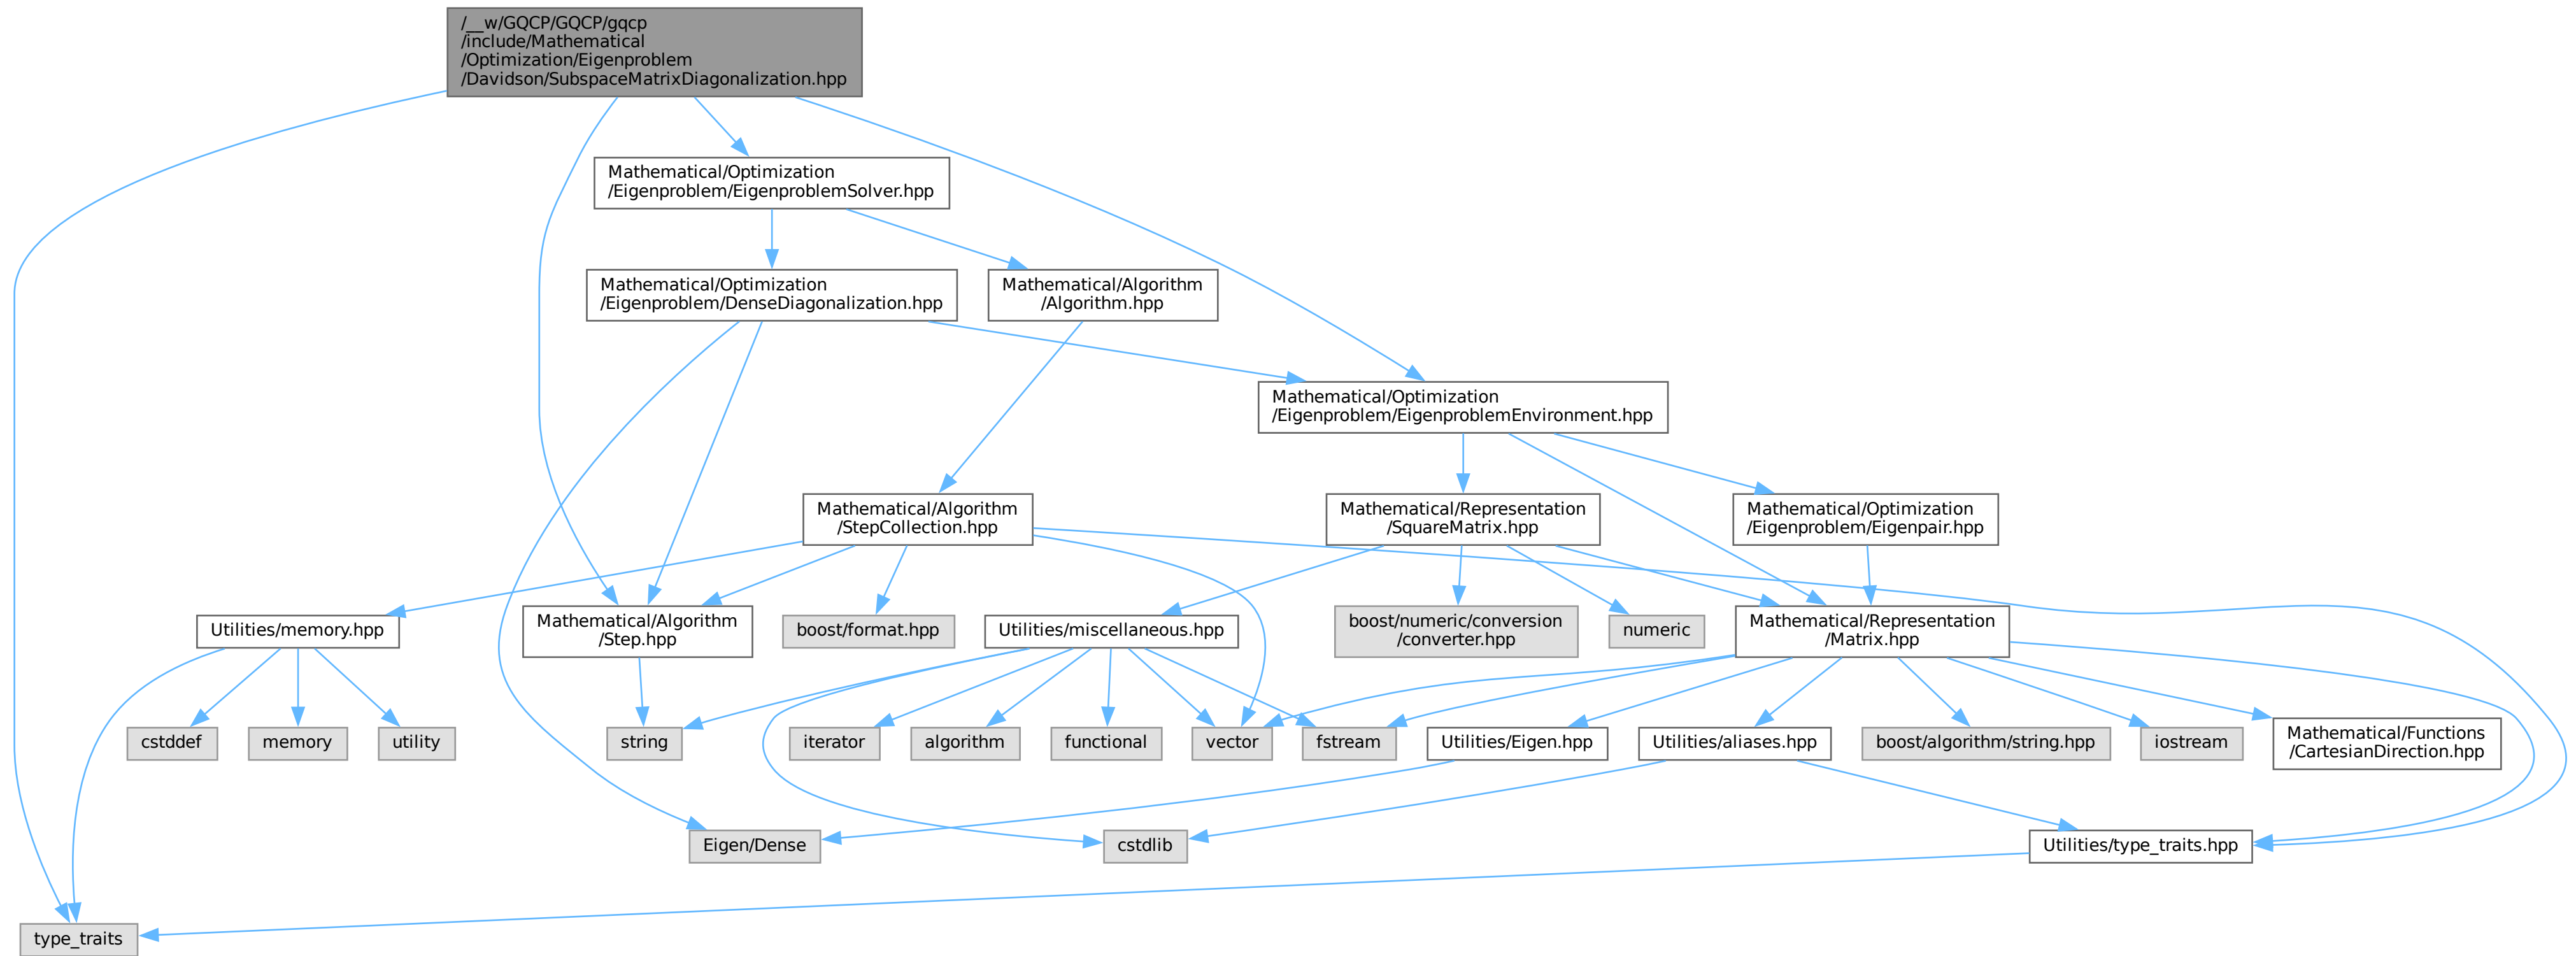 /__w/GQCP/GQCP/gqcp
/include/Mathematical
/Optimization/Eigenproblem
/Davidson/SubspaceMatrixDiagonalization.hpp
Mathematical/Optimization
/Eigenproblem/EigenproblemSolver.hpp
Mathematical/Optimization
/Eigenproblem/DenseDiagonalization.hpp
Mathematical/Algorithm
/Algorithm.hpp
Mathematical/Optimization
/Eigenproblem/EigenproblemEnvironment.hpp
Mathematical/Algorithm
/StepCollection.hpp
Mathematical/Representation
/SquareMatrix.hpp
Mathematical/Optimization
/Eigenproblem/Eigenpair.hpp
Utilities/memory.hpp
Mathematical/Algorithm
/Step.hpp
boost/format.hpp
Utilities/miscellaneous.hpp
boost/numeric/conversion
/converter.hpp
numeric
Mathematical/Representation
/Matrix.hpp
cstddef
memory
utility
string
iterator
algorithm
functional
vector
fstream
Utilities/Eigen.hpp
Utilities/aliases.hpp
boost/algorithm/string.hpp
iostream
Mathematical/Functions
/CartesianDirection.hpp
Eigen/Dense
cstdlib
Utilities/type_traits.hpp
type_traits